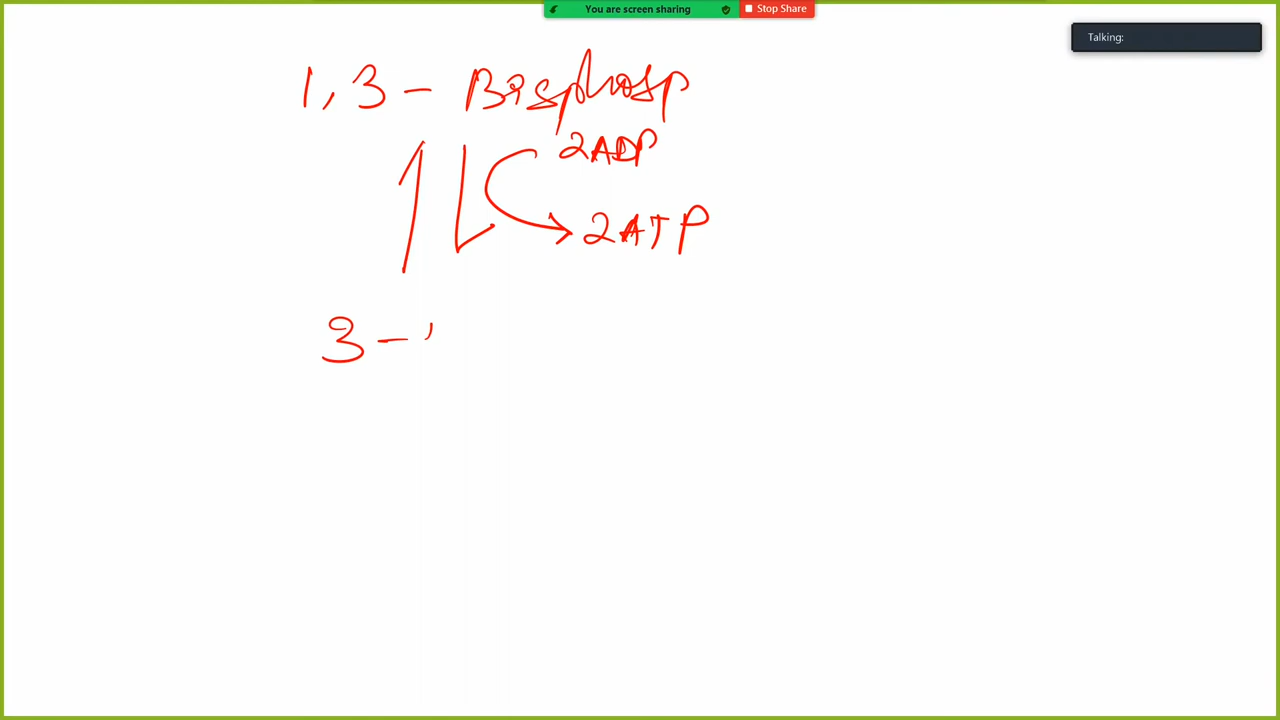 You are screen sharing Stop Share
Talking:
1,3- Bisphosp
2ADP
2ATP
3-